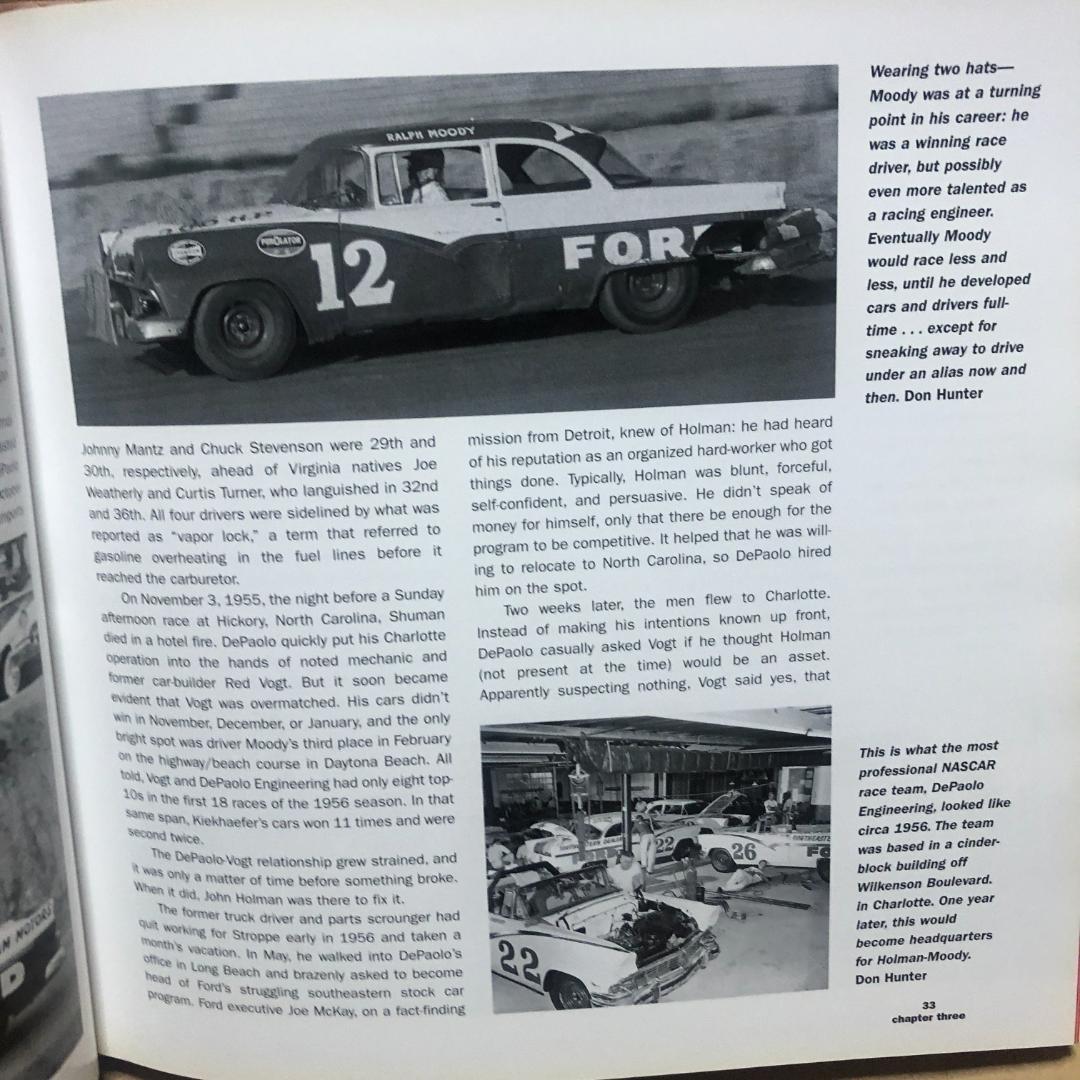 RALPH MOODY
PUROLATOR
12
FORD
Wearing two hats—
Moody was at a turning
point in his career: he
was a winning race
driver, but possibly
even more talented as
a racing engineer.
Eventually Moody
would race less and
less, until he developed
cars and drivers full-
time . . . except for
sneaking away to drive
under an alias now and
then. Don Hunter
Johnny Mantz and Chuck Stevenson were 29th and
30th, respectively, ahead of Virginia natives Joe
Weatherly and Curtis Turner, who languished in 32nd
and 36th. All four drivers were sidelined by what was
reported as “vapor lock,” a term that referred to
gasoline overheating in the fuel lines before it
reached the carburetor.
On November 3, 1955, the night before a Sunday
afternoon race at Hickory, North Carolina, Shuman
died in a hotel fire. DePaolo quickly put his Charlotte
operation into the hands of noted mechanic and
former car-builder Red Vogt. But it soon became
evident that Vogt was overmatched. His cars didn’t
win in November, December, or January, and the only
bright spot was driver Moody’s third place in February
on the highway/beach course in Daytona Beach. All
told, Vogt and DePaolo Engineering had only eight top-
10s in the first 18 races of the 1956 season. In that
same span, Kiekhaefer’s cars won 11 times and were
second twice.
The DePaolo-Vogt relationship grew strained, and
it was only a matter of time before something broke.
When it did, John Holman was there to fix it.
The former truck driver and parts scrounger had
quit working for Stroppe early in 1956 and taken a
month’s vacation. In May, he walked into DePaolo’s
office in Long Beach and brazenly asked to become
head of Ford’s struggling southeastern stock car
program. Ford executive Joe McKay, on a fact-finding
mission from Detroit, knew of Holman: he had heard
of his reputation as an organized hard-worker who got
things done. Typically, Holman was blunt, forceful,
self-confident, and persuasive. He didn’t speak of
money for himself, only that there be enough for the
program to be competitive. It helped that he was will-
ing to relocate to North Carolina, so DePaolo hired
him on the spot.
Two weeks later, the men flew to Charlotte.
Instead of making his intentions known up front,
DePaolo casually asked Vogt if he thought Holman
(not present at the time) would be an asset.
Apparently suspecting nothing, Vogt said yes, that
22
26
22
This is what the most
professional NASCAR
race team, DePaolo
Engineering, looked like
circa 1956. The team
was based in a cinder-
block building off
Wilkenson Boulevard.
in Charlotte. One year
later, this would
become headquarters
for Holman-Moody.
Don Hunter
33
chapter three